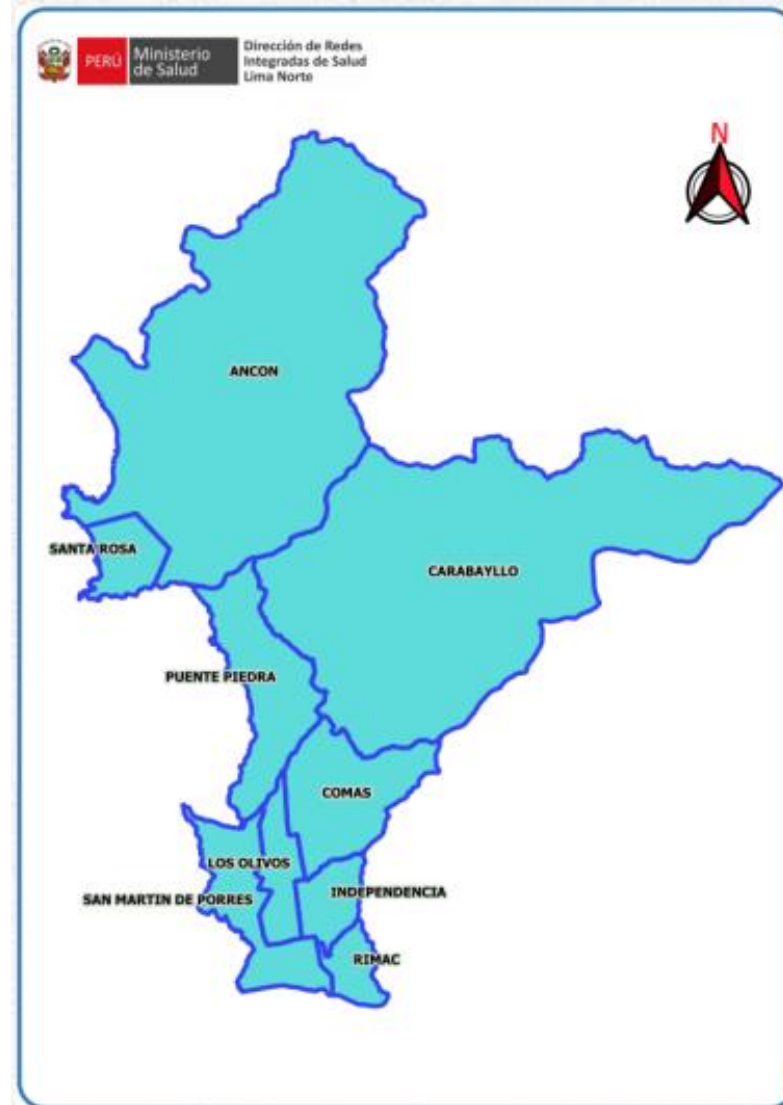 PERÚ
Ministerio
de Salud
Dirección de Redes
Integradas de Salud
Lima Norte
N
ANCON
SANTA ROSA
CARABAYLLO
PUENTE PIEDRA
COMAS
LOS OLIVOS
SAN MARTIN DE PORRES
INDEPENDENCIA
RIMAC